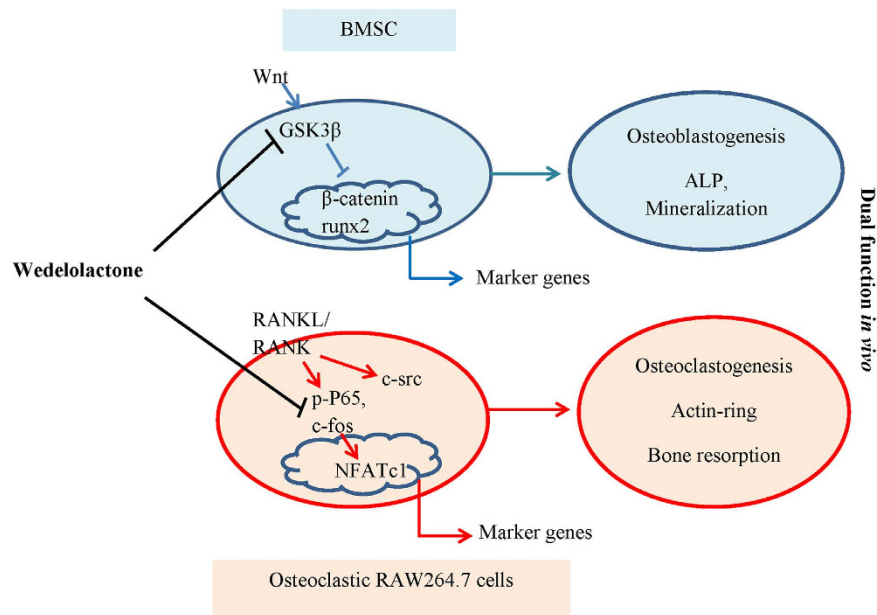 BMSC
Wnt
GSK3β
β-catenin
runx2
Marker genes
Osteoblastogenesis
ALP,
Mineralization
Wedelolactone
Dual function in vivo
RANKL/
RANK
c-src
p-P65,
c-fos
NFATc1
Marker genes
Osteoclastogenesis
Actin-ring
Bone resorption
Osteoclastic RAW264.7 cells